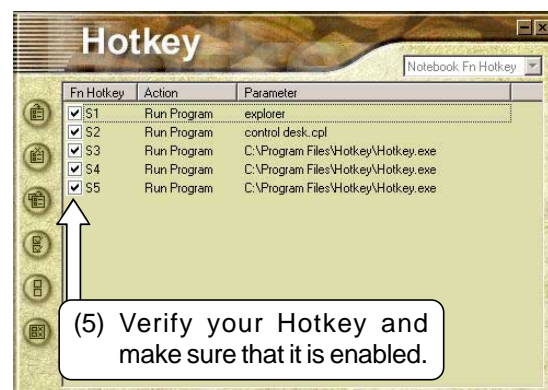 Hotkey
Notebook Fn Hotkey
Fn Hotkey Action Parameter
S1 Run Program explorer
S2 Run Program control desk.cpl
S3 Run Program C:\Program Files\Hotkey\Hotkey.exe
S4 Run Program C:\Program Files\Hotkey\Hotkey.exe
S5 Run Program C:\Program Files\Hotkey\Hotkey.exe
(5) Verify your Hotkey and
make sure that it is enabled.